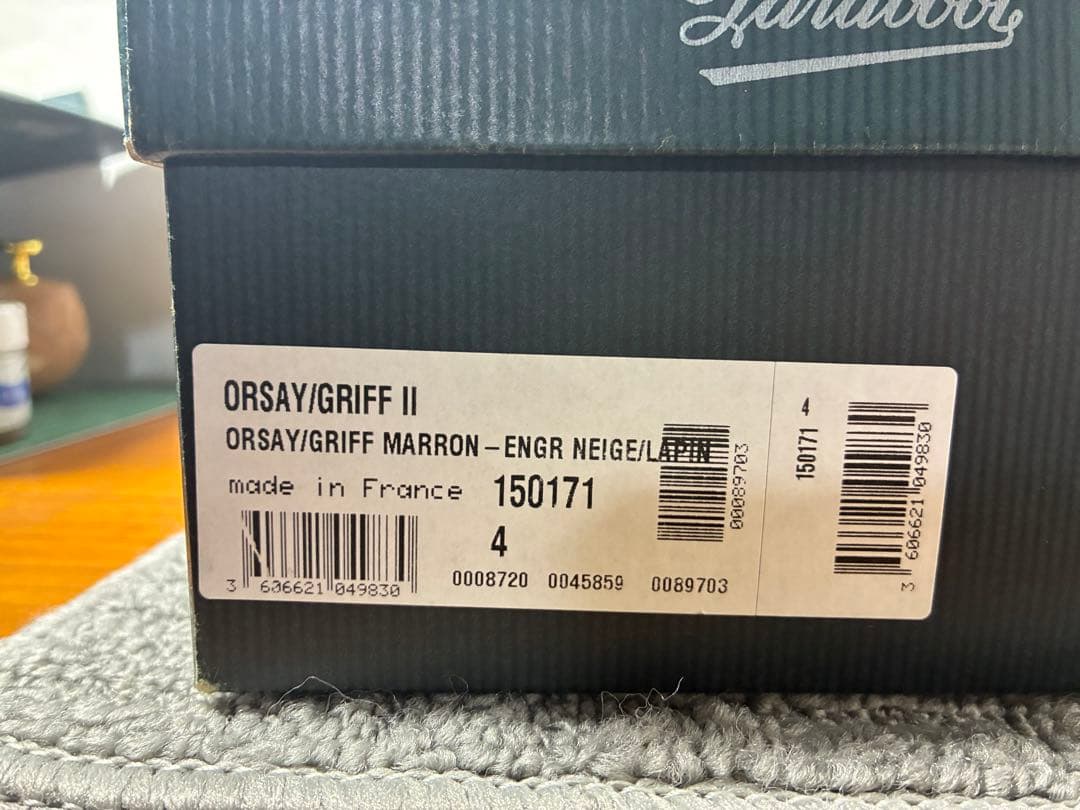 Paraboot
ORSAY/GRIFF II
ORSAY/GRIFF MARRON-ENGR NEIGE/LAPIN
made in France 150171
4
3 606621 049830
0008720 0045859 0089703
00089703
150171 4
3 606621 049830